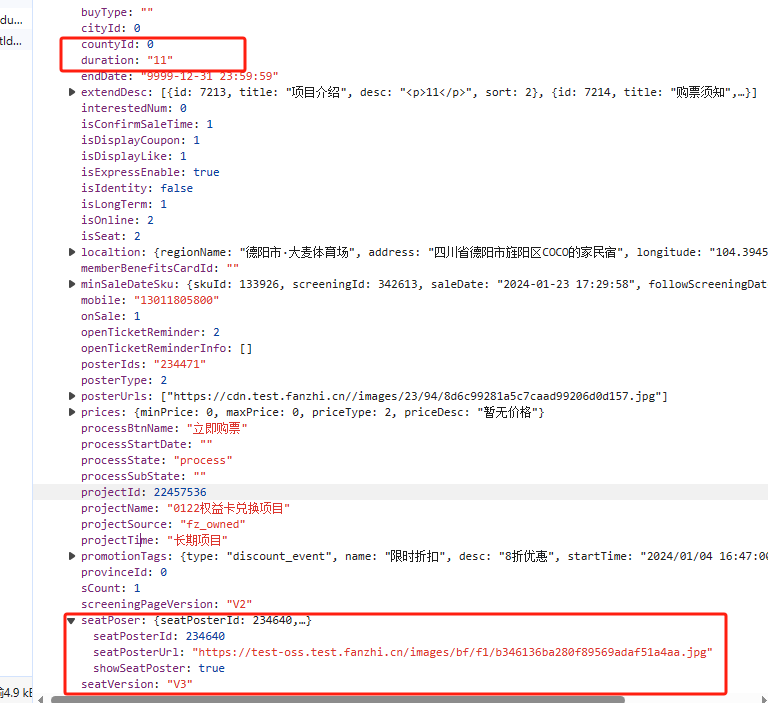 buyType: ""
cityId: 0
countyId: 0
duration: "11"
endDate: "9999-12-31 23:59:59"
extendDesc: [{id: 7213, title: "项目介绍", desc: "<p>11</p>", sort: 2}, {id: 7214, title: "购票须知",…}]
interestedNum: 0
isConfirmSaleTime: 1
isDisplayCoupon: 1
isDisplayLike: 1
isExpressEnable: true
isIdentity: false
isLongTerm: 1
isOnline: 2
isSeat: 2
localtion: {regionName: "德阳市·大麦体育场", address: "四川省德阳市旌阳区COCO的家民宿", longitude: "104.3945
memberBenefitsCardId: ""
minSaleDateSku: {skuId: 133926, screeningId: 342613, saleDate: "2024-01-23 17:29:58", followScreeningDat
mobile: "13011805800"
onSale: 1
openTicketReminder: 2
openTicketReminderInfo: []
posterIds: "234471"
posterType: 2
posterUrls: ["https://cdn.test.fanzhi.cn//images/23/94/8d6c99281a5c7caad99206d0d157.jpg"]
prices: {minPrice: 0, maxPrice: 0, priceType: 2, priceDesc: "暂无价格"}
processBtnName: "立即购票"
processStartDate: ""
processState: "process"
processSubState: ""
projectId: 22457536
projectName: "0122权益卡兑换项目"
projectSource: "fz_owned"
projectTime: "长期项目"
promotionTags: {type: "discount_event", name: "限时折扣", desc: "8折优惠", startTime: "2024/01/04 16:47:00
provinceId: 0
sCount: 1
screeningPageVersion: "V2"
seatPoser: {seatPosterId: 234640,…}
seatPosterId: 234640
seatPosterUrl: "https://test-oss.test.fanzhi.cn/images/bf/f1/b346136ba280f89569adaf51a4aa.jpg"
showSeatPoster: true
seatVersion: "V3"
du...
tld...
4.9 kE